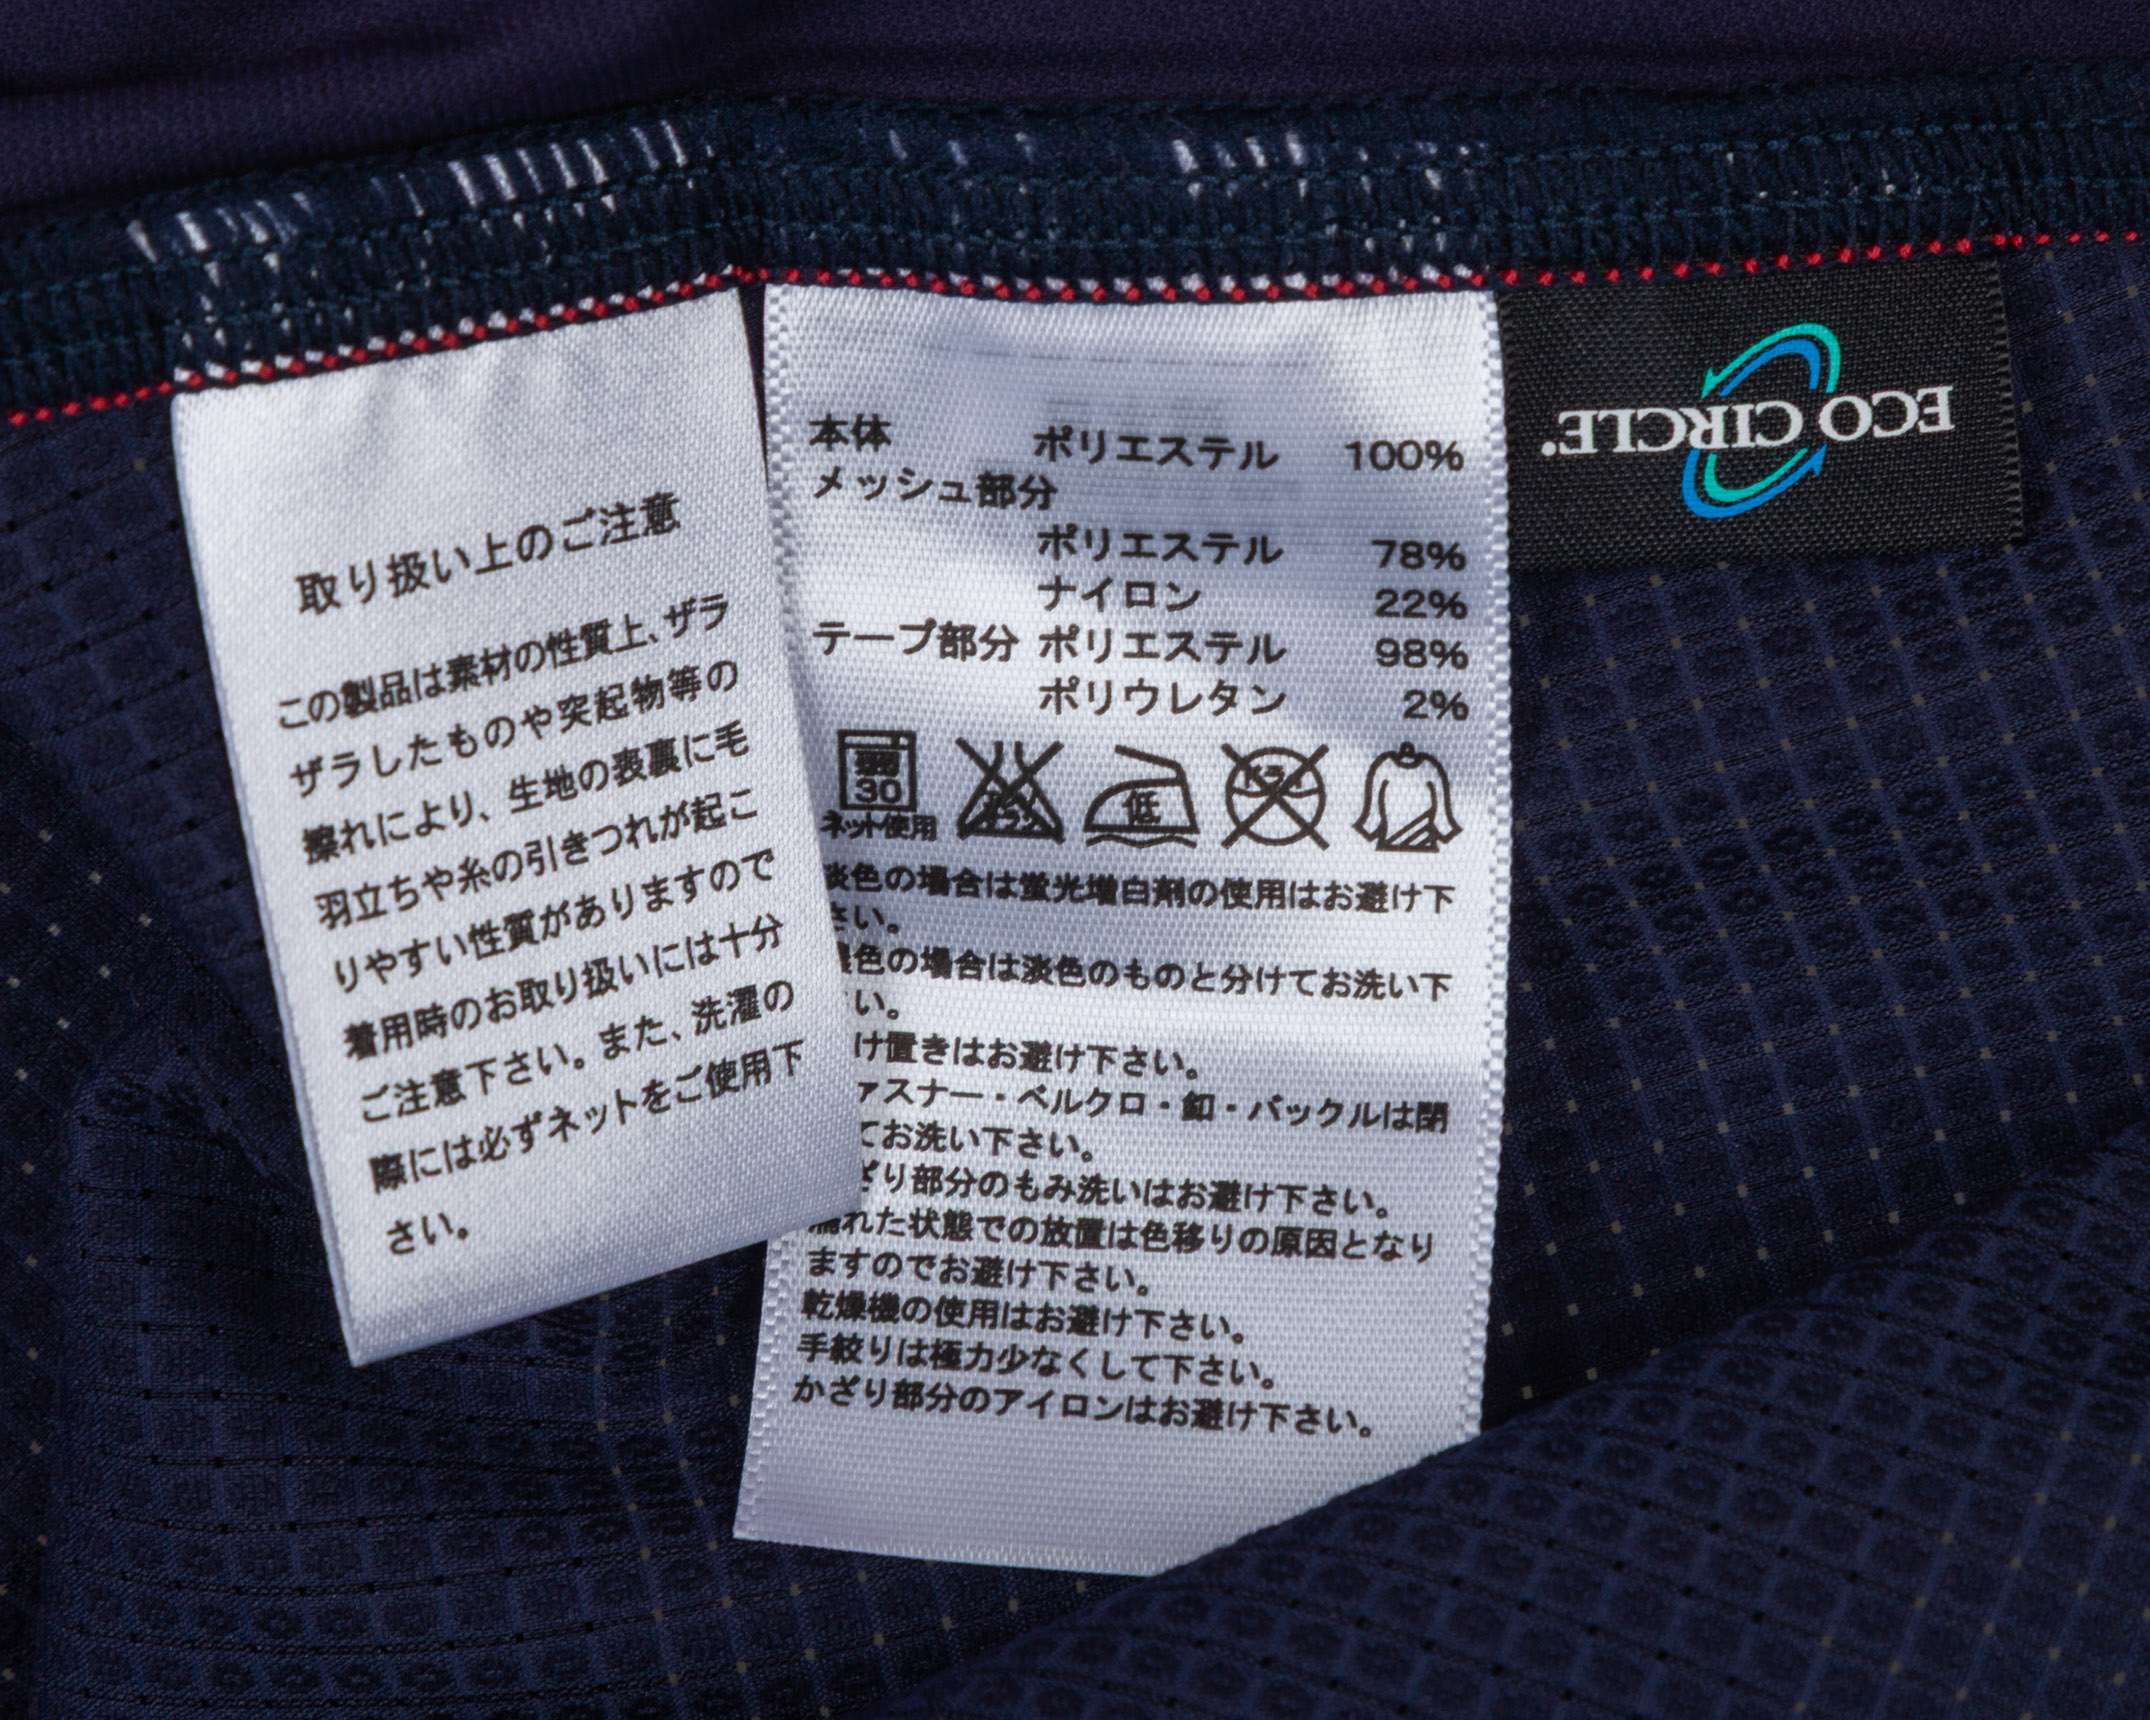 取り扱い上のご注意
この製品は素材の性質上、ザラ
ザラしたものや突起物等の
擦れにより、生地の表裏に毛
羽立ちや糸の引きつれが起こ
りやすい性質がありますので
着用時のお取り扱いには十分
ご注意下さい。また、洗濯の
際には必ずネットをご使用下
さい。
本体 ポリエステル 100%
メッシュ部分
ポリエステル 78%
ナイロン 22%
テープ部分 ポリエステル 98%
ポリウレタン 2%
30
ネット使用
低
ドライ
淡色の場合は蛍光増白剤の使用はお避け下
さい。
色の場合は淡色のものと分けてお洗い下
い。
け置きはお避け下さい。
ァスナー・ベルクロ・釦・バックルは閉
てお洗い下さい。
ざり部分のもみ洗いはお避け下さい。
濡れた状態での放置は色移りの原因となり
ますのでお避け下さい。
乾燥機の使用はお避け下さい。
手絞りは極力少なくして下さい。
かざり部分のアイロンはお避け下さい。
ECO CIRCLE®